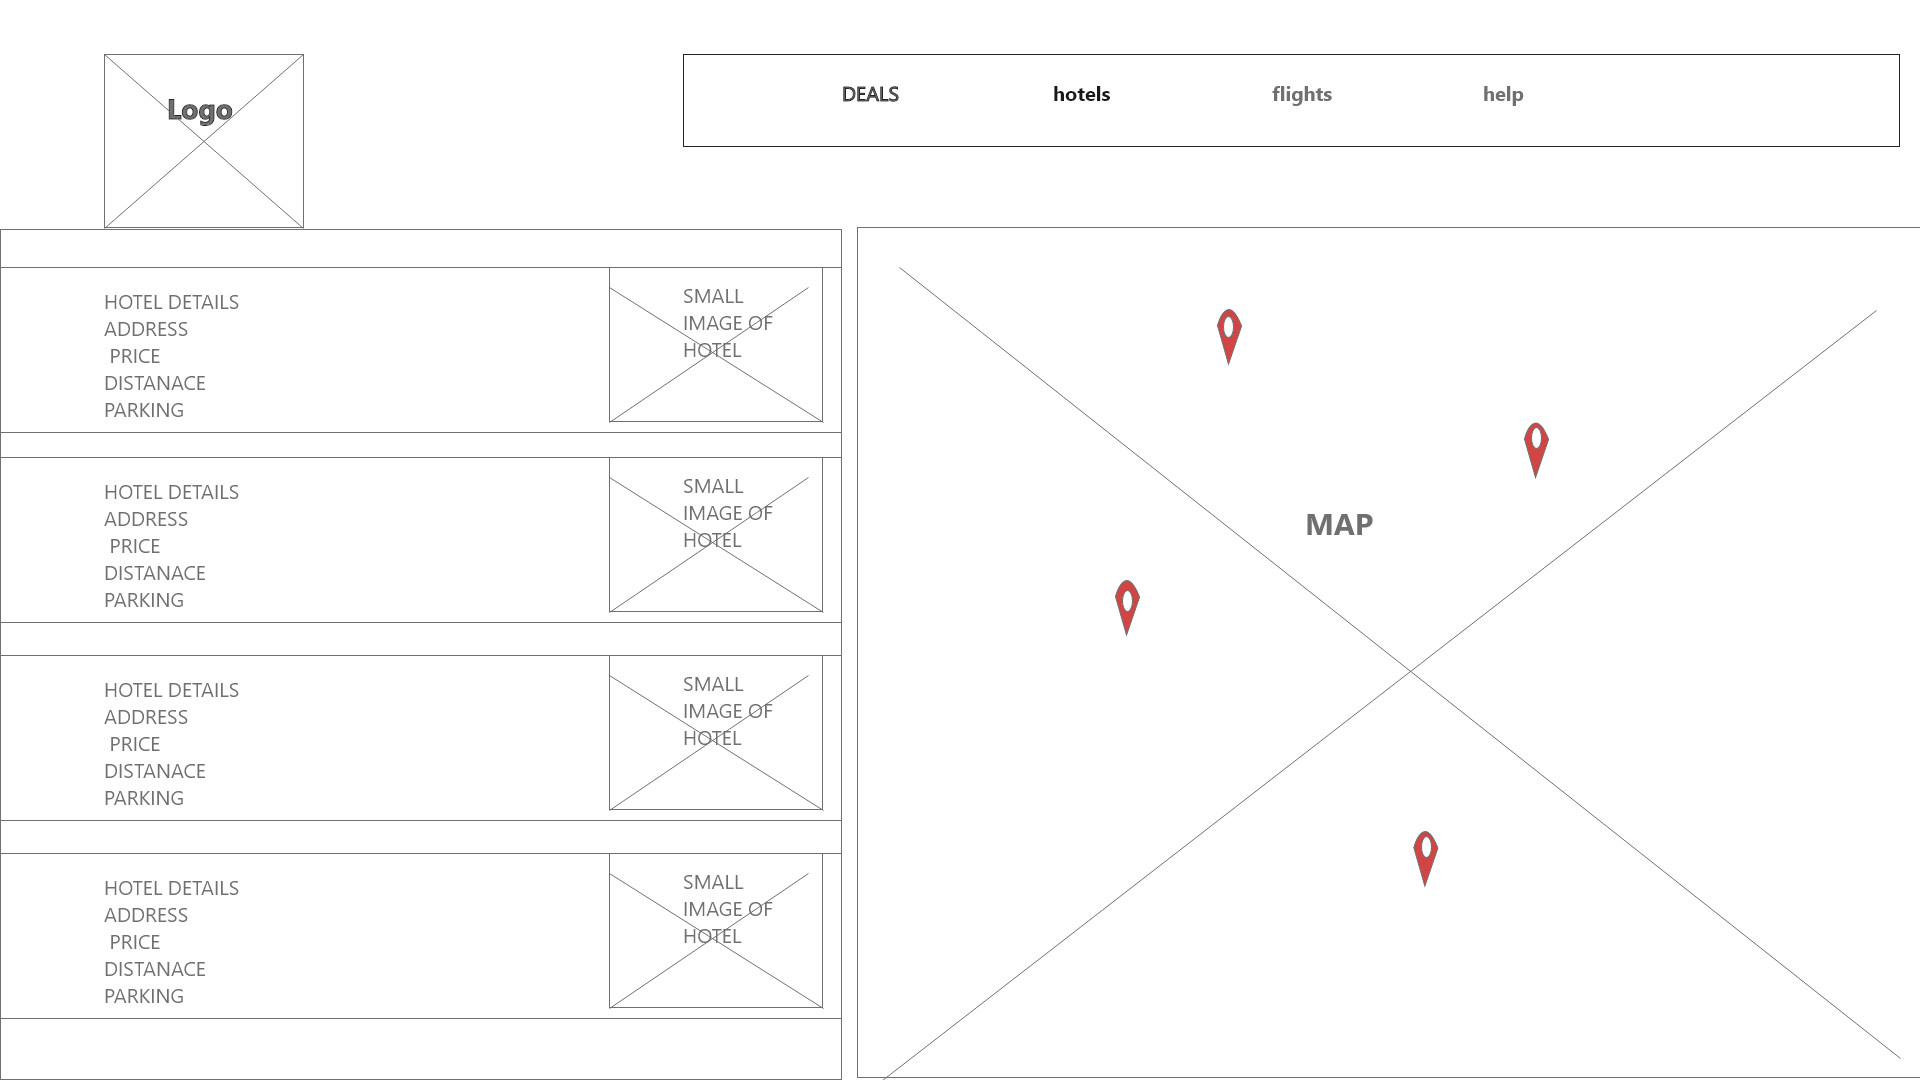 Logo
DEALS
hotels
flights
help
HOTEL DETAILS
ADDRESS
PRICE
DISTANACE
PARKING
SMALL
IMAGE OF
HOTEL
HOTEL DETAILS
ADDRESS
PRICE
DISTANACE
PARKING
SMALL
IMAGE OF
HOTEL
HOTEL DETAILS
ADDRESS
PRICE
DISTANACE
PARKING
SMALL
IMAGE OF
HOTEL
HOTEL DETAILS
ADDRESS
PRICE
DISTANACE
PARKING
SMALL
IMAGE OF
HOTEL
MAP